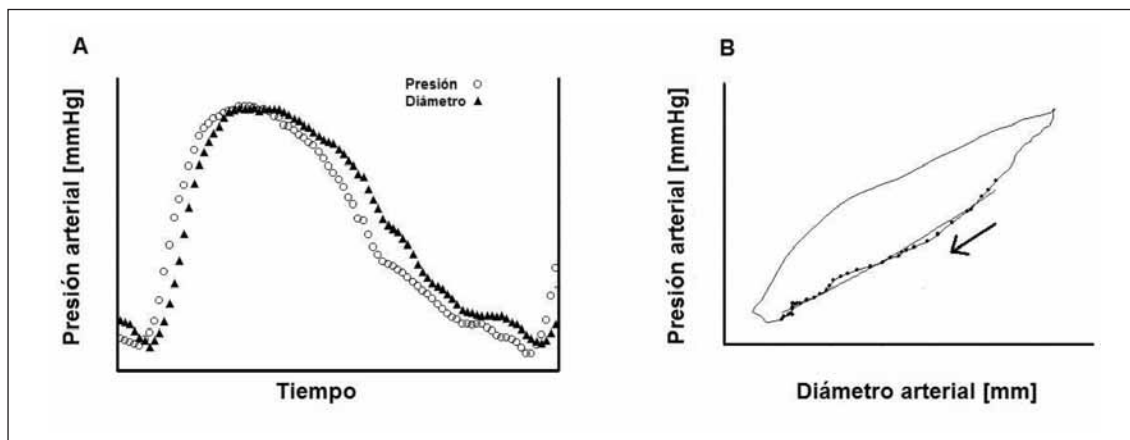 A
Presión arterial [mmHg]
Presión
Diámetro
Tiempo
B
Presión arterial [mmHg]
Diámetro arterial [mm]